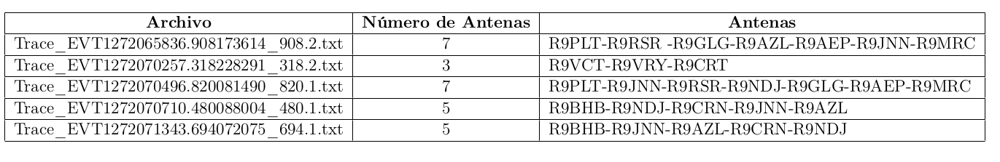 Archivo Número de Antenas Antenas
Trace_EVT1272065836.908173614_908.2.txt 7 R9PLT-R9RSR -R9GLG-R9AZL-R9AEP-R9JNN-R9MRC
Trace_EVT1272070257.318228291_318.2.txt 3 R9VCT-R9VRY-R9CRT
Trace_EVT1272070496.820081490_820.1.txt 7 R9PLT-R9JNN-R9RSR-R9NDJ-R9GLG-R9AEP-R9MRC
Trace_EVT1272070710.480088004_480.1.txt 5 R9BHB-R9NDJ-R9CRN-R9JNN-R9AZL
Trace_EVT1272071343.694072075_694.1.txt 5 R9BHB-R9JNN-R9AZL-R9CRN-R9NDJ